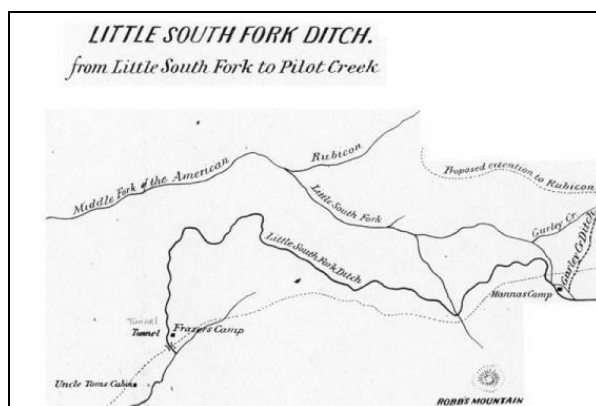 LITTLE SOUTH FORK DITCH.
from Little South Fork to Pilot Creek
Middle Fork of the American
Rubicon
Proposed extention to Rubicon
Little South Fork
Gurley Cr
Gurley Cr Ditch
Little South Fork Ditch
Hannas Camp
Tunnel
Tunnel
Frazers Camp
Uncle Toms Cabin
ROBB'S MOUNTAIN